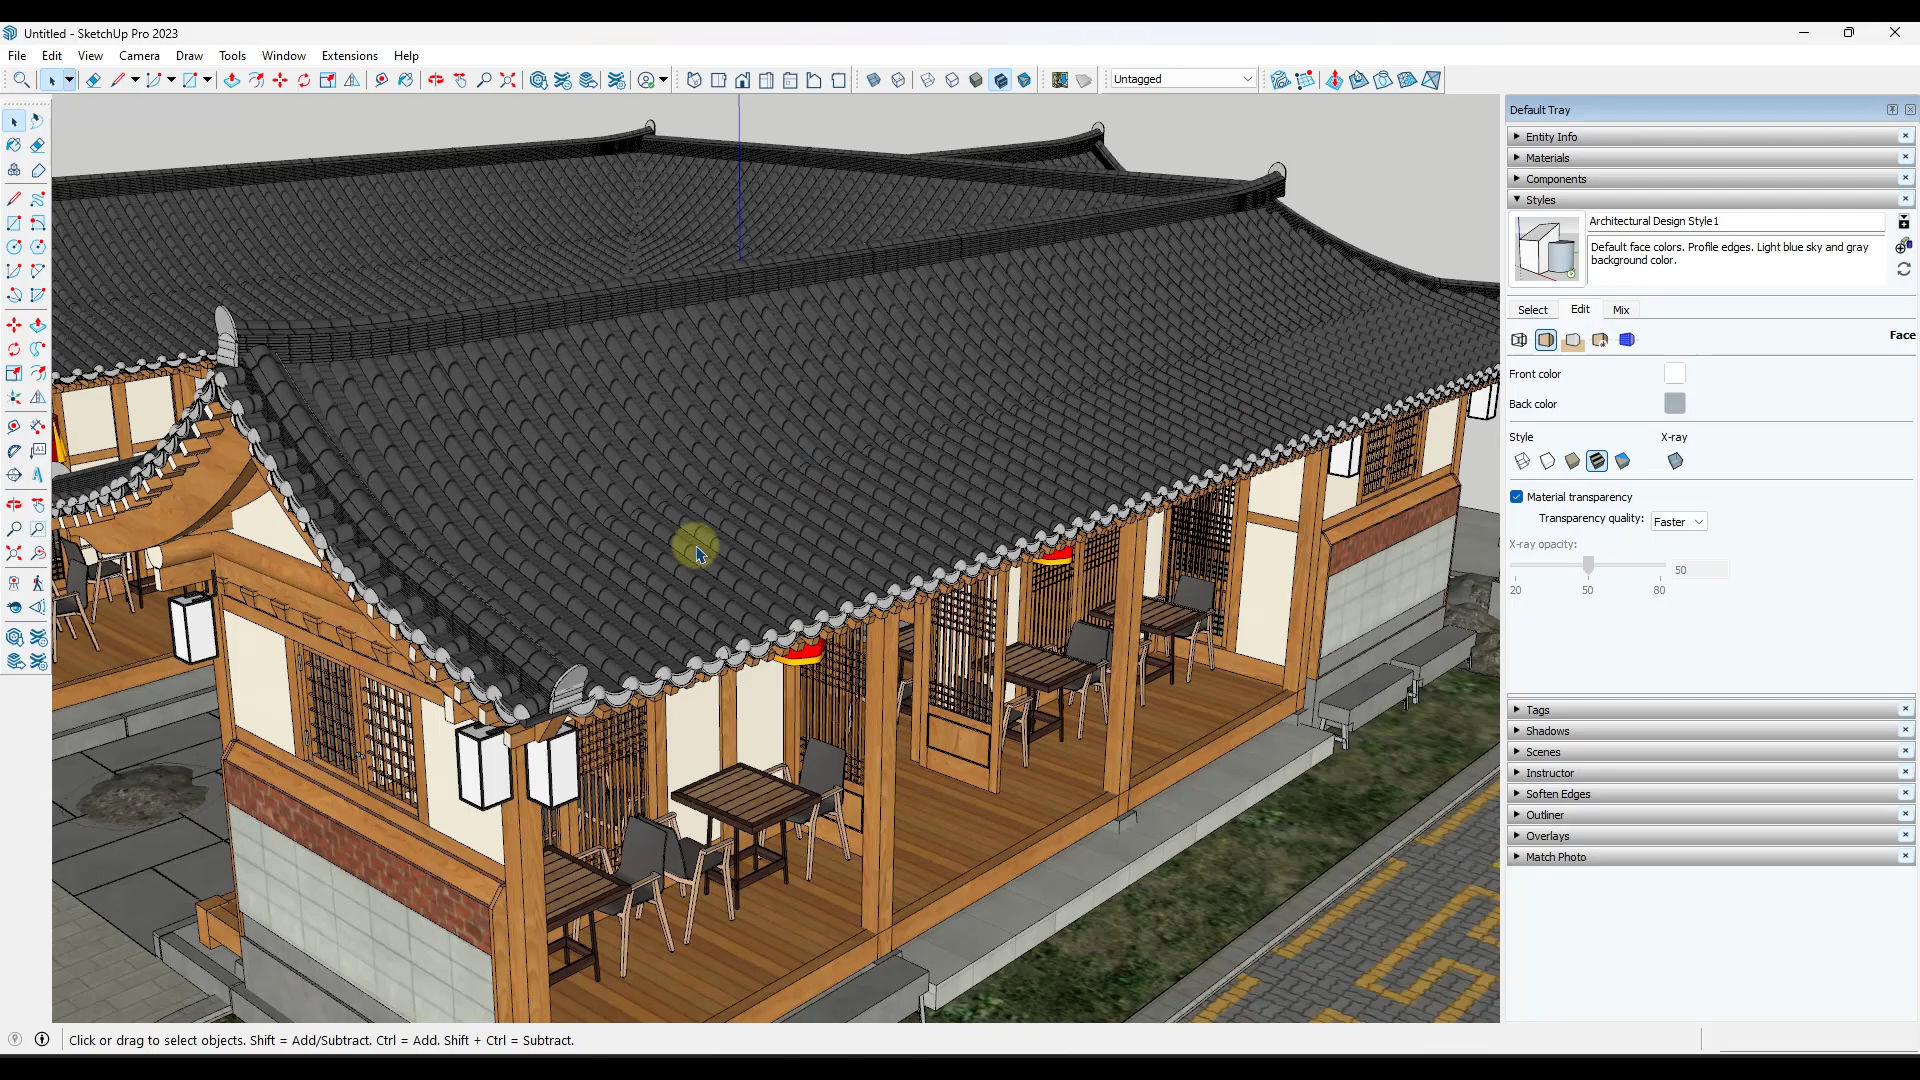 Untitled - SketchUp Pro 2023
File Edit View Camera Draw Tools Window Extensions Help
Untagged
Default Tray
Entity Info
Materials
Components
Styles
Architectural Design Style1
Default face colors. Profile edges. Light blue sky and gray
background color.
Select Edit Mix
Face
Front color
Back color
Style X-ray
Material transparency
Transparency quality: Faster
X-ray opacity:
50
20 50 80
Tags
Shadows
Scenes
Instructor
Soften Edges
Outliner
Overlays
Match Photo
Click or drag to select objects. Shift = Add/Subtract. Ctrl = Add. Shift + Ctrl = Subtract.